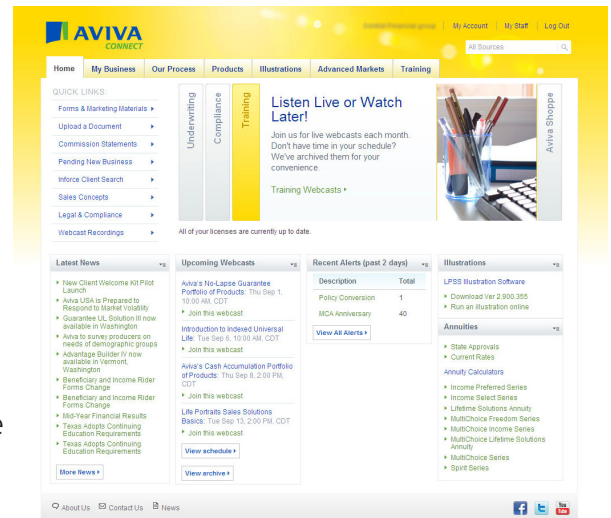 AVIVA
CONNECT
My Account
My Staff
Log Out
All Sources
Home
My Business
Our Process
Products
Illustrations
Advanced Markets
Training
QUICK LINKS:
Forms & Marketing Materials
Upload a Document
Commission Statements
Pending New Business
Inforce Client Search
Sales Concepts
Legal & Compliance
Webcast Recordings
Underwriting
Compliance
Training
Listen Live or Watch
Later!
Join us for live webcasts each month.
Don't have time in your schedule?
We've archived them for your
convenience.
Training Webcasts
Aviva Shoppe
All of your licenses are currently up to date.
Latest News
New Client Welcome Kit Pilot
Launch
Aviva USA is Prepared to
Respond to Market Volatility
Guarantee UL Solution III now
available in Washington
Aviva to survey producers on
needs of demographic groups
Advantage Builder IV now
available in Vermont,
Washington
Beneficiary and Income Rider
Forms Change
Beneficiary and Income Rider
Forms Change
Mid-Year Financial Results
Texas Adopts Continuing
Education Requirements
Texas Adopts Continuing
Education Requirements
More News
Upcoming Webcasts
Aviva's No-Lapse Guarantee
Portfolio of Products: Thu Sep 1,
10:00 AM, CDT
Join this webcast
Introduction to Indexed Universal
Life: Tue Sep 6, 10:00 AM, CDT
Join this webcast
Aviva's Cash Accumulation Portfolio
of Products: Thu Sep 8, 2:00 PM,
CDT
Join this webcast
Life Portraits Sales Solutions
Basics: Tue Sep 13, 2:00 PM, CDT
Join this webcast
View schedule
View archive
Recent Alerts (past 2 days)
Description Total
Policy Conversion 1
MCA Anniversary 40
View All Alerts
Illustrations
LPSS Illustration Software
Download Ver 2.900.355
Run an illustration online
Annuities
State Approvals
Current Rates
Annuity Calculators
Income Preferred Series
Income Select Series
Lifetime Solutions Annuity
MultiChoice Freedom Series
MultiChoice Income Series
MultiChoice Lifetime Solutions
Annuity
MultiChoice Series
Spirit Series
e
About Us
Contact Us
News
You
Tube